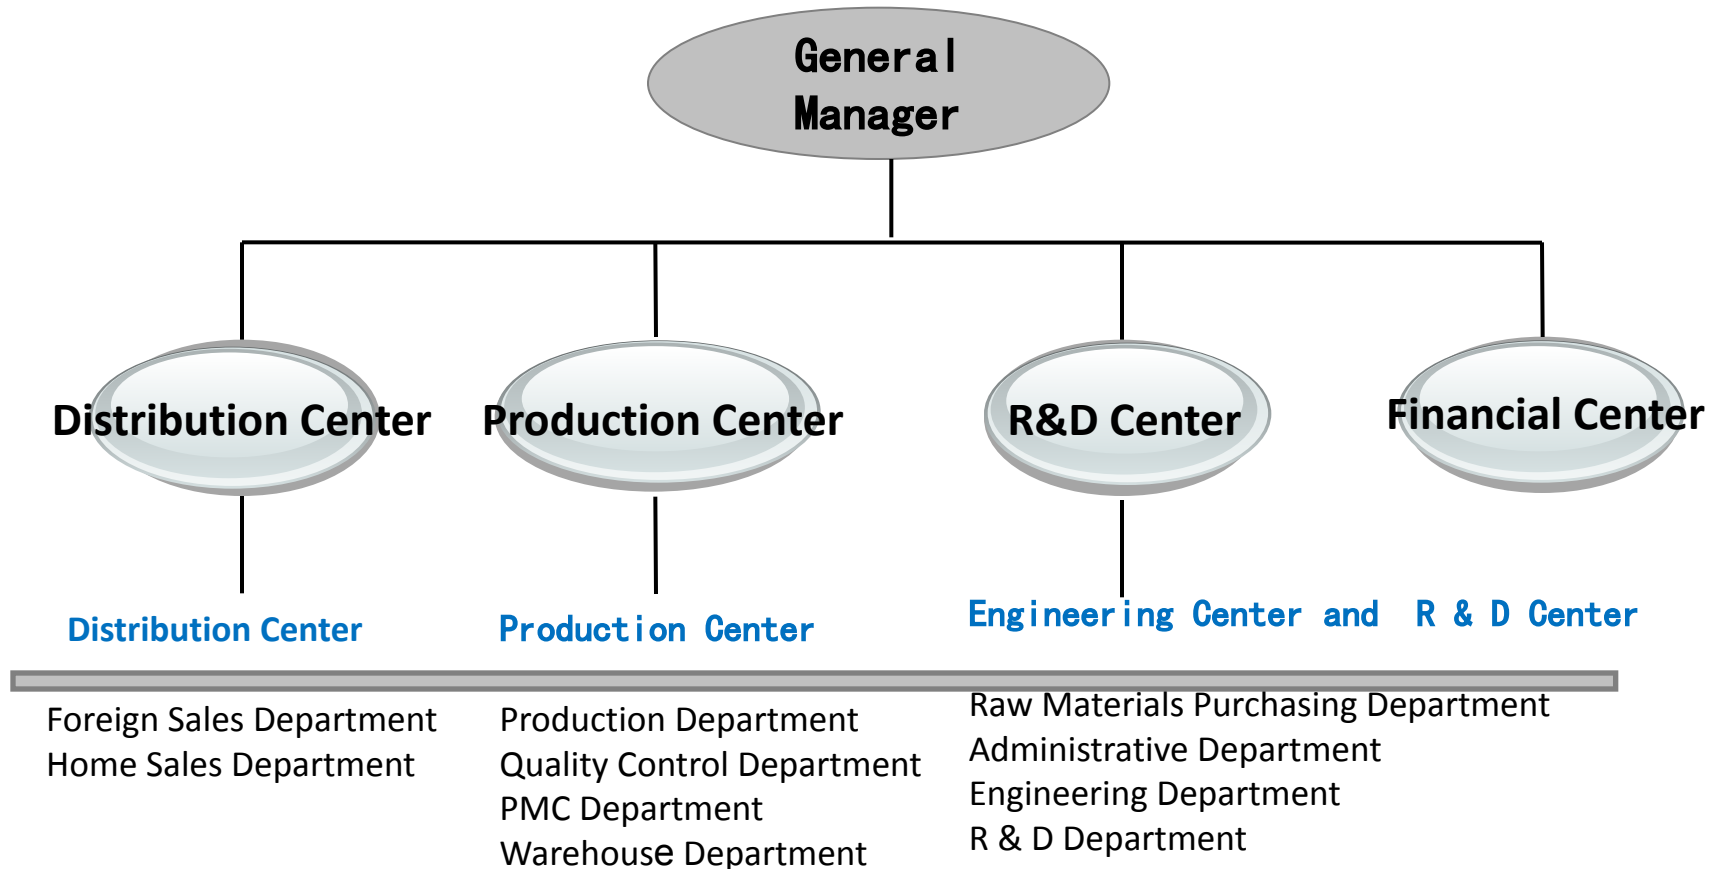 General
Manager
Distribution Center
Production Center
R&D Center
Financial Center
Distribution Center
Production Center
Engineering Center and R & D Center
Foreign Sales Department
Home Sales Department
Production Department
Quality Control Department
PMC Department
Warehouse Department
Raw Materials Purchasing Department
Administrative Department
Engineering Department
R & D Department